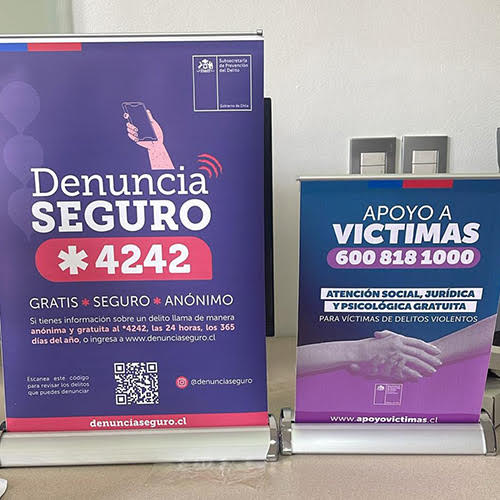 Subsecretaría
de Prevención
del Delito
Gobierno de Chile
Denuncia
SEGURO
*4242
GRATIS * SEGURO * ANÓNIMO
Si tienes información sobre un delito llama de manera
anónima y gratuita al *4242, las 24 horas, los 365
días del año, o ingresa a www.denunciaseguro.cl
Escanea este código
para revisar los delitos
que puedes denunciar
@denunciaseguro
denunciaseguro.cl
APOYO A
VICTIMAS
600 818 1000
ATENCIÓN SOCIAL, JURÍDICA
Y PSICOLÓGICA GRATUITA
PARA VÍCTIMAS DE DELITOS VIOLENTOS
www.apoyovictimas.cl